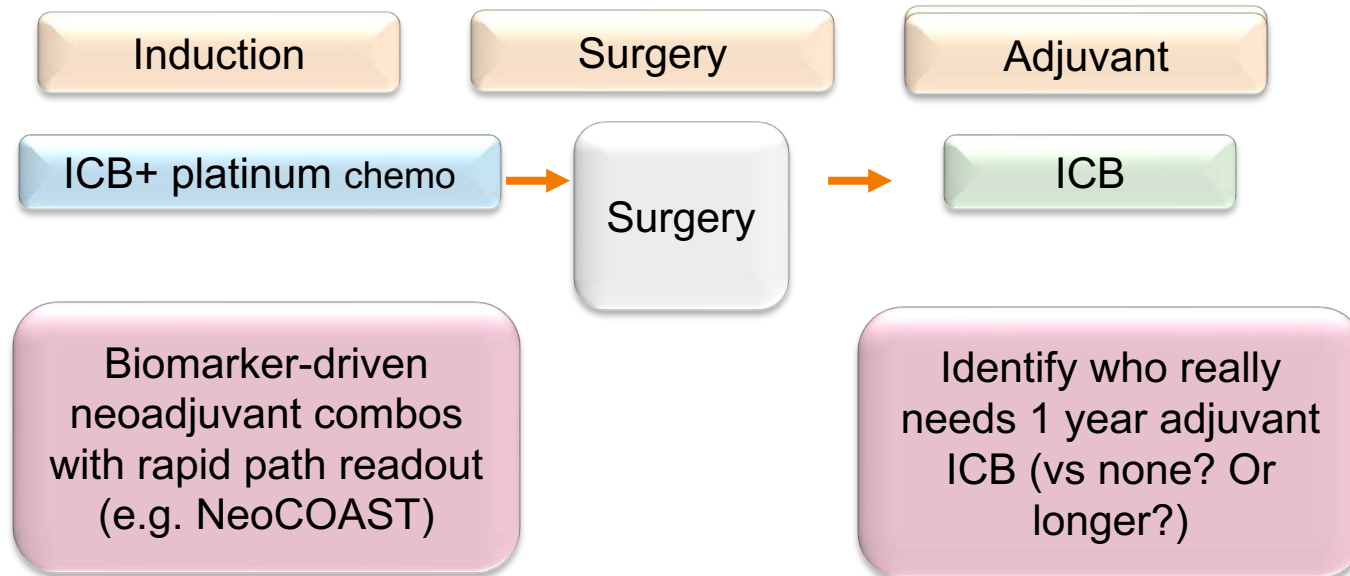 Induction
Surgery
Adjuvant
ICB+ platinum chemo
Surgery
ICB
Biomarker-driven
neoadjuvant combos
with rapid path readout
(e.g. NeoCOAST)
Identify who really
needs 1 year adjuvant
ICB (vs none? Or
longer?)